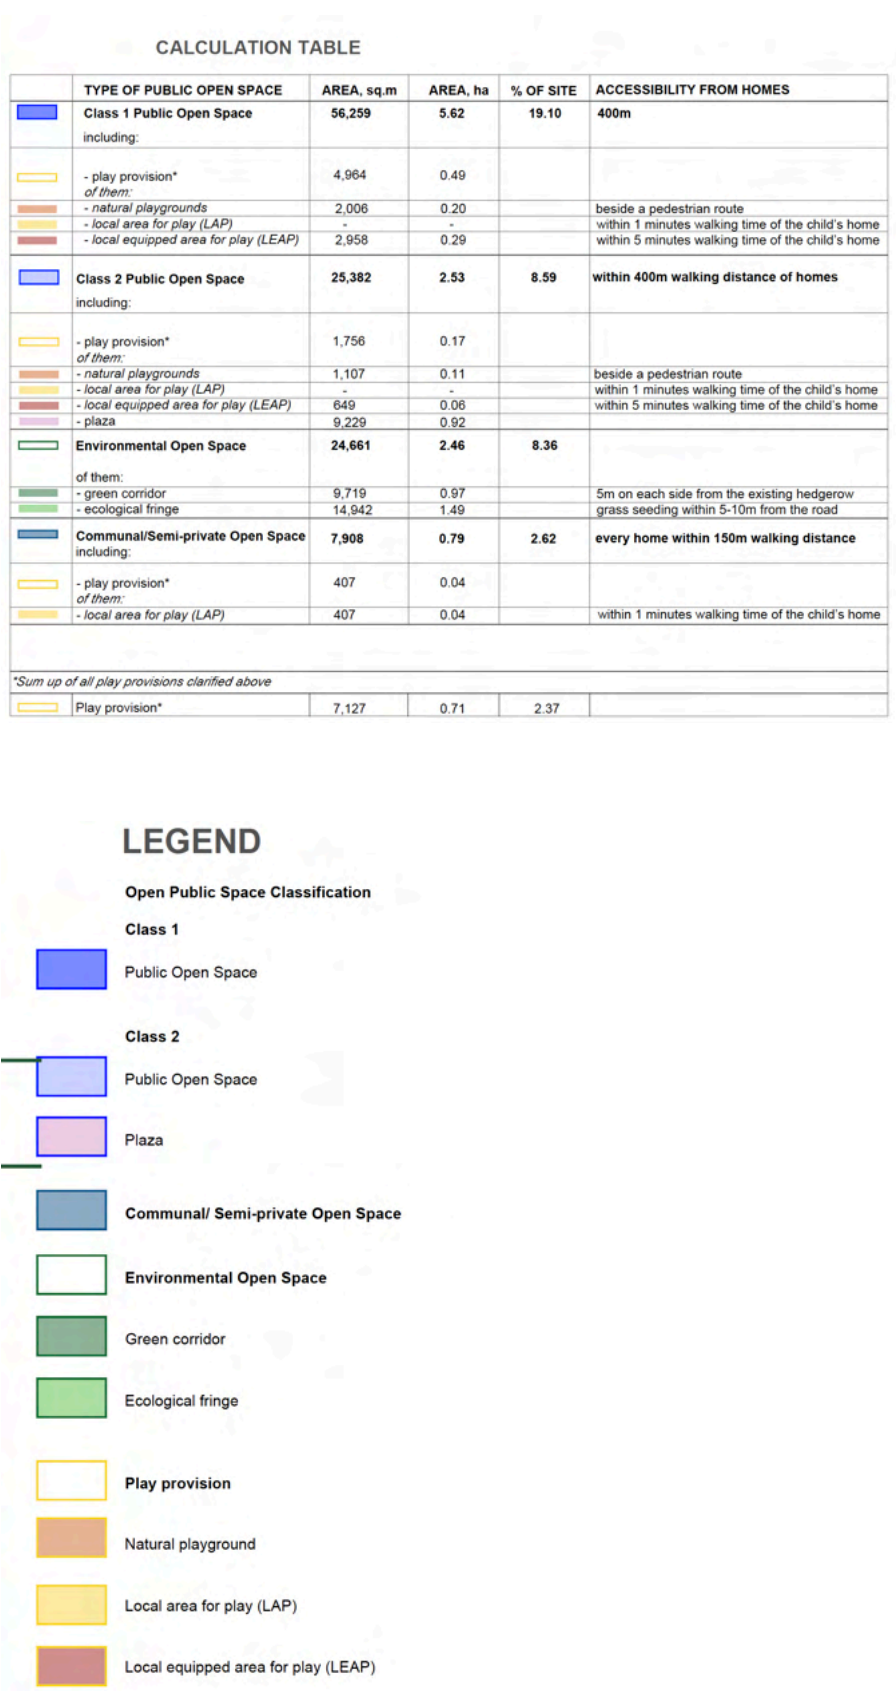 CALCULATION TABLE
TYPE OF PUBLIC OPEN SPACE AREA, sq.m AREA, ha % OF SITE ACCESSIBILITY FROM HOMES
Class 1 Public Open Space 56,259 5.62 19.10 400m
including:
- play provision* 4,964 0.49
of them:
- natural playgrounds 2,006 0.20 beside a pedestrian route
- local area for play (LAP) - - within 1 minutes walking time of the child's home
- local equipped area for play (LEAP) 2,958 0.29 within 5 minutes walking time of the child's home
Class 2 Public Open Space 25,382 2.53 8.59 within 400m walking distance of homes
including:
- play provision* 1,756 0.17
of them:
- natural playgrounds 1,107 0.11 beside a pedestrian route
- local area for play (LAP) - - within 1 minutes walking time of the child's home
- local equipped area for play (LEAP) 649 0.06 within 5 minutes walking time of the child's home
- plaza 9,229 0.92
Environmental Open Space 24,661 2.46 8.36
of them:
- green corridor 9,719 0.97 5m on each side from the existing hedgerow
- ecological fringe 14,942 1.49 grass seeding within 5-10m from the road
Communal/Semi-private Open Space 7,908 0.79 2.62 every home within 150m walking distance
including:
- play provision* 407 0.04
of them:
- local area for play (LAP) 407 0.04 within 1 minutes walking time of the child's home
*Sum up of all play provisions clarified above
Play provision* 7,127 0.71 2.37
LEGEND
Open Public Space Classification
Class 1
Public Open Space
Class 2
Public Open Space
Plaza
Communal/ Semi-private Open Space
Environmental Open Space
Green corridor
Ecological fringe
Play provision
Natural playground
Local area for play (LAP)
Local equipped area for play (LEAP)